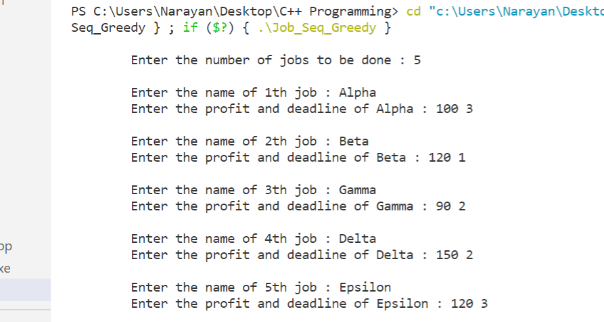 PS C:\Users\Narayan\Desktop\C++ Programming> cd "c:\Users\Narayan\Deskto
Seq_Greedy } ; if ($?) { .\Job_Seq_Greedy }
Enter the number of jobs to be done : 5
Enter the name of 1th job : Alpha
Enter the profit and deadline of Alpha : 100 3
Enter the name of 2th job : Beta
Enter the profit and deadline of Beta : 120 1
Enter the name of 3th job : Gamma
Enter the profit and deadline of Gamma : 90 2
Enter the name of 4th job : Delta
Enter the profit and deadline of Delta : 150 2
pp
xe
Enter the name of 5th job : Epsilon
Enter the profit and deadline of Epsilon : 120 3